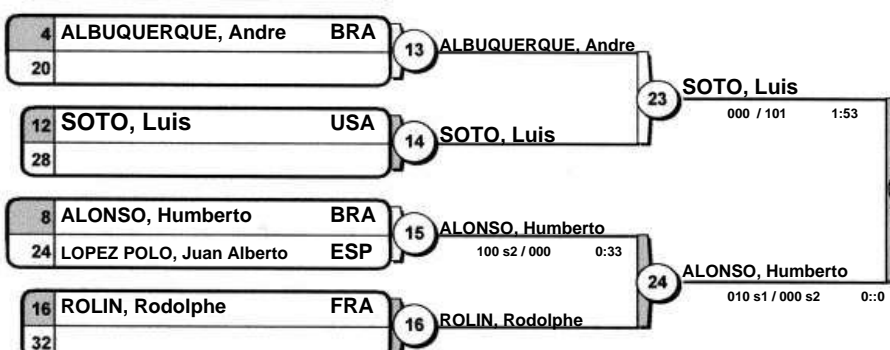 4 ALBUQUERQUE, Andre BRA
20
13
ALBUQUERQUE, Andre
12 SOTO, Luis USA
28
14
SOTO, Luis
23
SOTO, Luis
000 / 101 1:53
8 ALONSO, Humberto BRA
24 LOPEZ POLO, Juan Alberto ESP
15
ALONSO, Humberto
100 s2 / 000 0:33
16 ROLIN, Rodolphe FRA
32
16
ROLIN, Rodolphe
24
ALONSO, Humberto
010 s1 / 000 s2 0::0